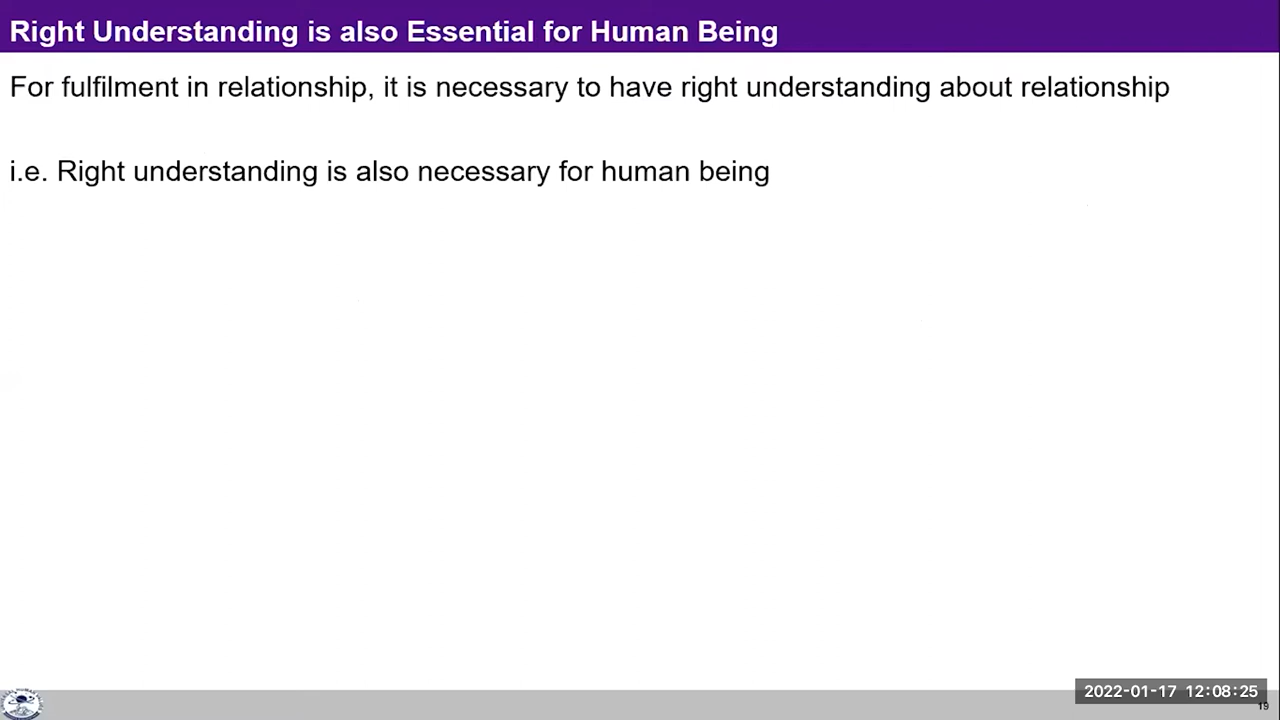 Right Understanding is also Essential for Human Being
For fulfilment in relationship, it is necessary to have right understanding about relationship
i.e. Right understanding is also necessary for human being
2022-01-17 12:08:25
19